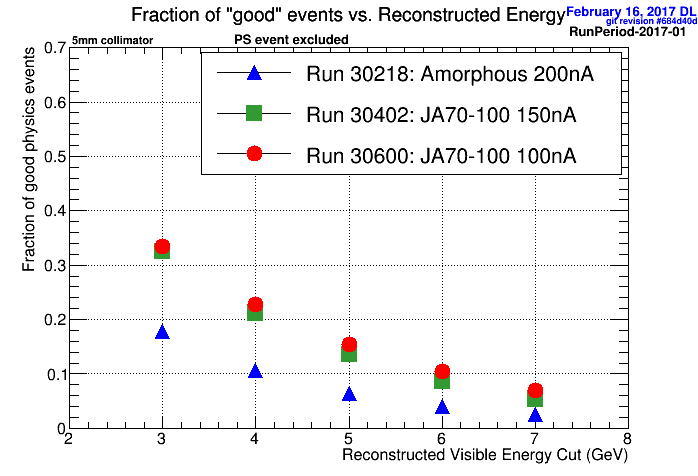 Fraction of "good" events vs. Reconstructed Energy
February 16, 2017 DL
git revision #684d40d
RunPeriod-2017-01
5mm collimator
PS event excluded
Run 30218: Amorphous 200nA
Run 30402: JA70-100 150nA
Run 30600: JA70-100 100nA
Fraction of good physics events
0.7
0.6
0.5
0.4
0.3
0.2
0.1
0
2 3 4 5 6 7 8
Reconstructed Visible Energy Cut (GeV)